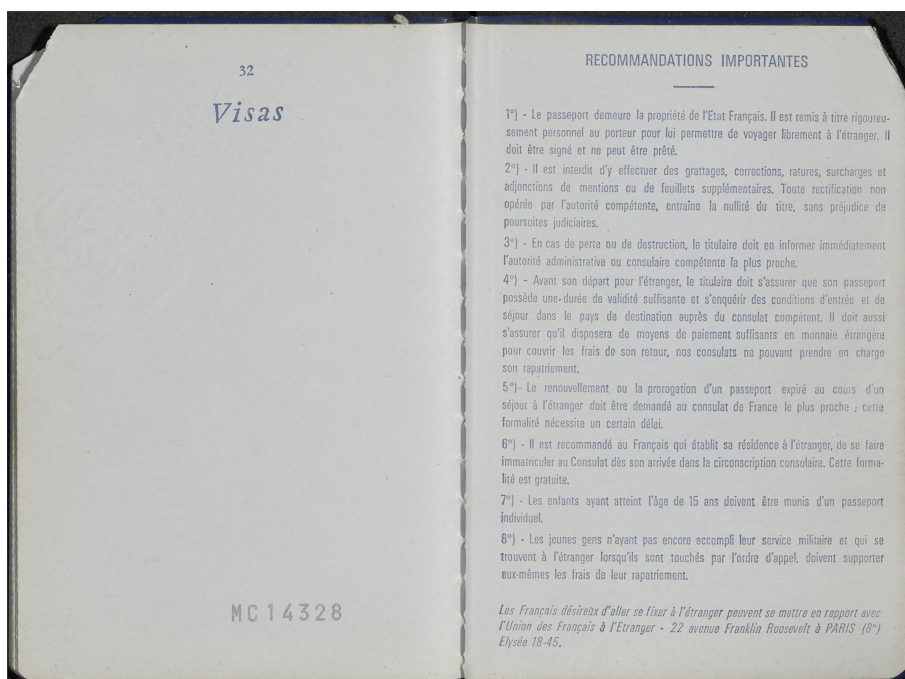 32
Visas
MC14328
RECOMMANDATIONS IMPORTANTES
1°) - Le passeport demeure la propriété de l'Etat Français. Il est remis à titre rigoureu-
sement personnel au porteur pour lui permettre de voyager librement à l'étranger. Il
doit être signé et ne peut être prêté.
2°) - Il est interdit d'y effectuer des grattages, corrections, ratures, surcharges et
adjonctions de mentions ou de feuillets supplémentaires. Toute rectification non
opérée par l'autorité compétente, entraîne la nullité du titre, sans préjudice de
poursuites judiciaires.
3°) - En cas de perte ou de destruction, le titulaire doit en informer immédiatement
l'autorité administrative ou consulaire compétente la plus proche.
4°) - Avant son départ pour l'étranger, le titulaire doit s'assurer que son passeport
possède une durée de validité suffisante et s'enquérir des conditions d'entrée et de
séjour dans le pays de destination auprès du consulat compétent. Il doit aussi
s'assurer qu'il disposera de moyens de paiement suffisants en monnaie étrangère
pour couvrir les frais de son retour, nos consulats ne pouvant prendre en charge
son rapatriement.
5°) - Le renouvellement ou la prorogation d'un passeport expiré au cours d'un
séjour à l'étranger doit être demandé au consulat de France le plus proche ; cette
formalité nécessite un certain délai.
6°) - Il est recommandé au Français qui établit sa résidence à l'étranger, de se faire
immatriculer au Consulat dès son arrivée dans la circonscription consulaire. Cette forma-
lité est gratuite.
7°) - Les enfants ayant atteint l'âge de 15 ans doivent être munis d'un passeport
individuel.
8°) - Les jeunes gens n'ayant pas encore accompli leur service militaire et qui se
trouvent à l'étranger lorsqu'ils sont touchés par l'ordre d'appel, doivent supporter
eux-mêmes les frais de leur rapatriement.
Les Français désireux d'aller se fixer à l'étranger peuvent se mettre en rapport avec
l'Union des Français à l'Etranger - 22 avenue Franklin Roosevelt à PARIS (8°)
Elysée 18-45.